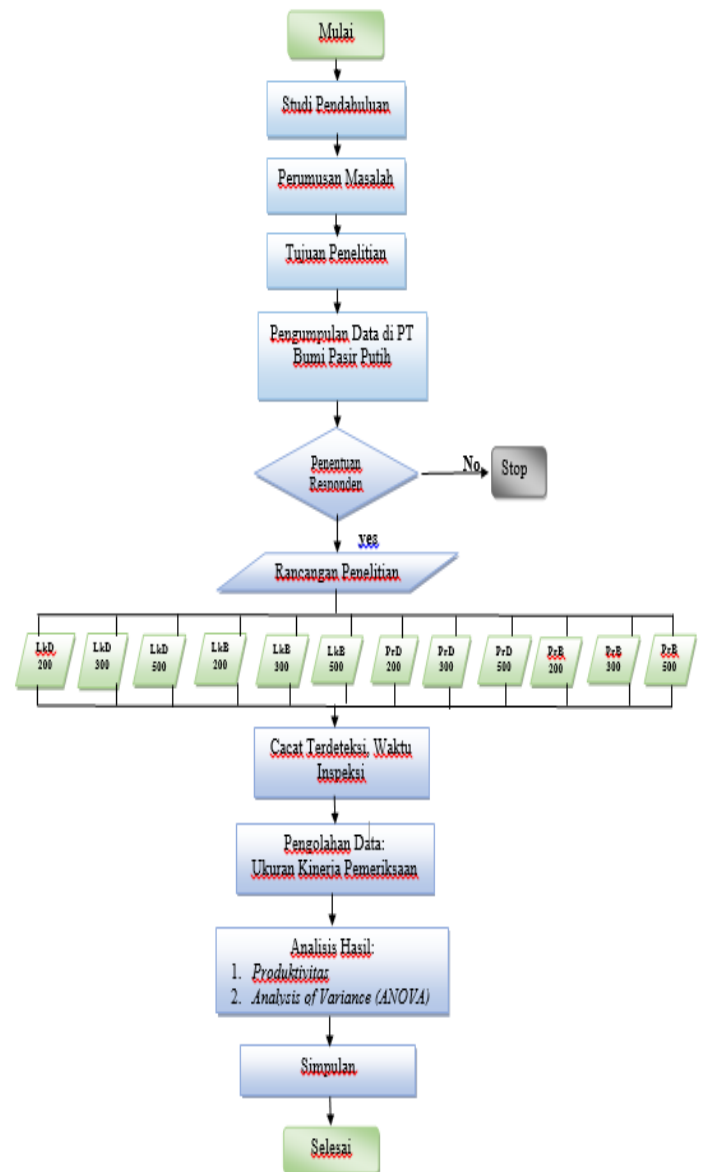 Mulai
Studi Pendahuluan
Perumusan Masalah
Tujuan Penelitian
Pengumpulan Data di PT
Bumi Pasir Putih
Penentuan
Responden
No
Stop
yes
Rancangan Penelitian
LkD
200
LkD
300
LkD
500
LkB
200
LkB
300
LkB
500
PrD
200
PrD
300
PrD
500
PrB
200
PrB
300
PrB
500
Cacat Terdeteksi, Waktu
Inspeksi
Pengolahan Data:
Ukuran Kinerja Pemeriksaan
Analisis Hasil:
1. Produktivitas
2. Analysis of Variance (ANOVA)
Simpulan
Selesai